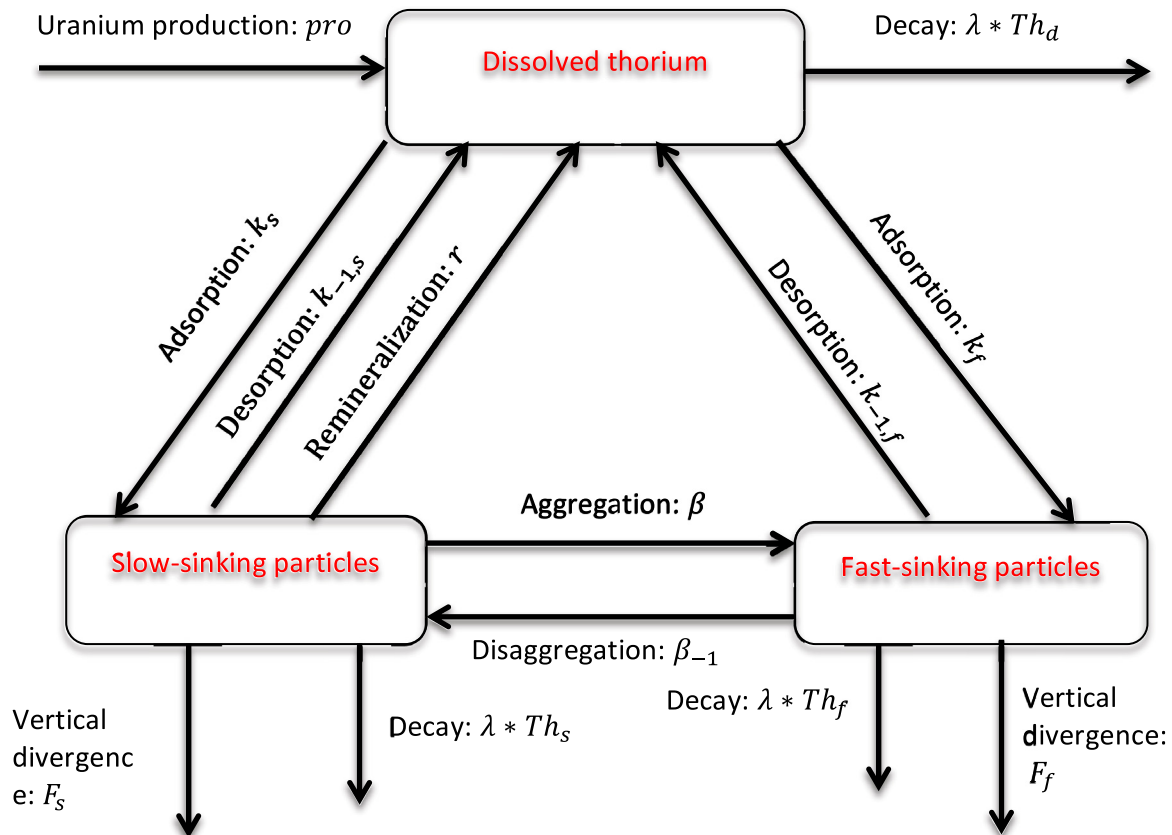 Uranium production: pro
Decay: λ ∗ Th_d
Dissolved thorium
Adsorption: k_s
Desorption: k_{−1,s}
Remineralization: r
Desorption: k_{−1,f}
Adsorption: k_f
Aggregation: β
Slow-sinking particles
Fast-sinking particles
Disaggregation: β_{−1}
Vertical
divergenc
e: F_s
Decay: λ ∗ Th_s
Decay: λ ∗ Th_f
Vertical
divergence:
F_f